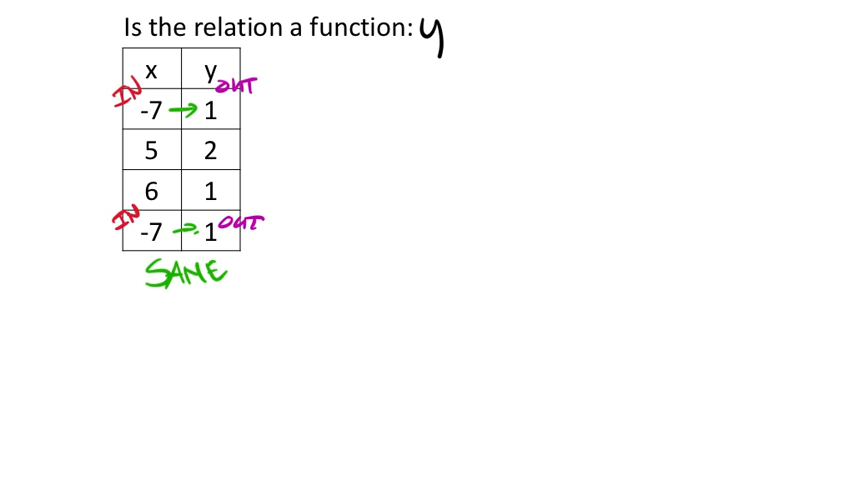 Is the relation a function: y
x y
IN OUT
-7 → 1
5 2
6 1
IN OUT
-7 → 1
SAME